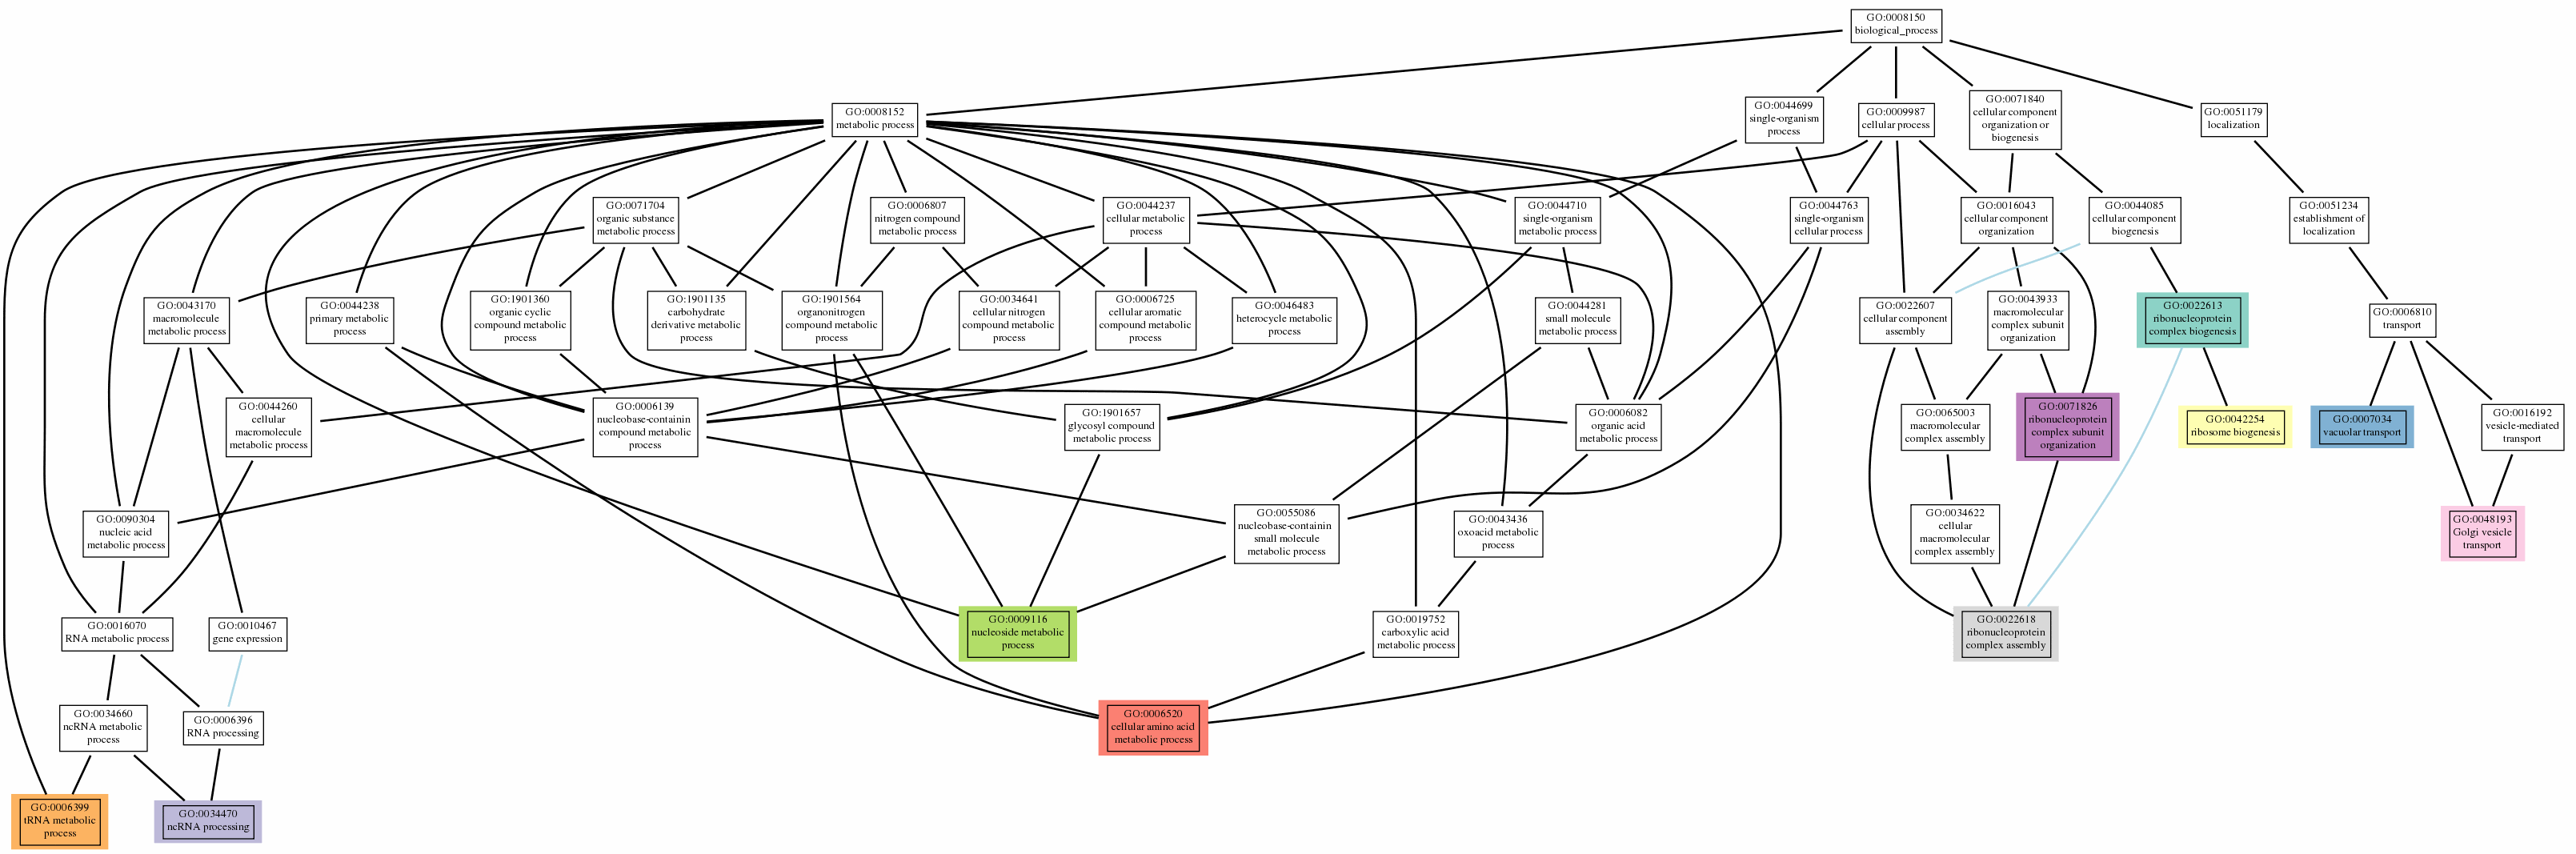 GO:0008150
biological_process
GO:0008152
metabolic process
GO:0044699
single-organism
process
GO:0009987
cellular process
GO:0071840
cellular component
organization or
biogenesis
GO:0051179
localization
GO:0071704
organic substance
metabolic process
GO:0006807
nitrogen compound
metabolic process
GO:0044237
cellular metabolic
process
GO:0044710
single-organism
metabolic process
GO:0044763
single-organism
cellular process
GO:0016043
cellular component
organization
GO:0044085
cellular component
biogenesis
GO:0051234
establishment of
localization
GO:0043170
macromolecule
metabolic process
GO:0044238
primary metabolic
process
GO:1901360
organic cyclic
compound metabolic
process
GO:1901135
carbohydrate
derivative metabolic
process
GO:1901564
organonitrogen
compound metabolic
process
GO:0034641
cellular nitrogen
compound metabolic
process
GO:0006725
cellular aromatic
compound metabolic
process
GO:0046483
heterocycle metabolic
process
GO:0044281
small molecule
metabolic process
GO:0022607
cellular component
assembly
GO:0043933
macromolecular
complex subunit
organization
GO:0022613
ribonucleoprotein
complex biogenesis
GO:0006810
transport
GO:0044260
cellular
macromolecule
metabolic process
GO:0006139
nucleobase-containin
compound metabolic
process
GO:1901657
glycosyl compound
metabolic process
GO:0006082
organic acid
metabolic process
GO:0065003
macromolecular
complex assembly
GO:0071826
ribonucleoprotein
complex subunit
organization
GO:0042254
ribosome biogenesis
GO:0007034
vacuolar transport
GO:0016192
vesicle-mediated
transport
GO:0090304
nucleic acid
metabolic process
GO:0055086
nucleobase-containin
small molecule
metabolic process
GO:0043436
oxoacid metabolic
process
GO:0034622
cellular
macromolecular
complex assembly
GO:0048193
Golgi vesicle
transport
GO:0016070
RNA metabolic process
GO:0010467
gene expression
GO:0009116
nucleoside metabolic
process
GO:0019752
carboxylic acid
metabolic process
GO:0022618
ribonucleoprotein
complex assembly
GO:0034660
ncRNA metabolic
process
GO:0006396
RNA processing
GO:0006520
cellular amino acid
metabolic process
GO:0006399
tRNA metabolic
process
GO:0034470
ncRNA processing